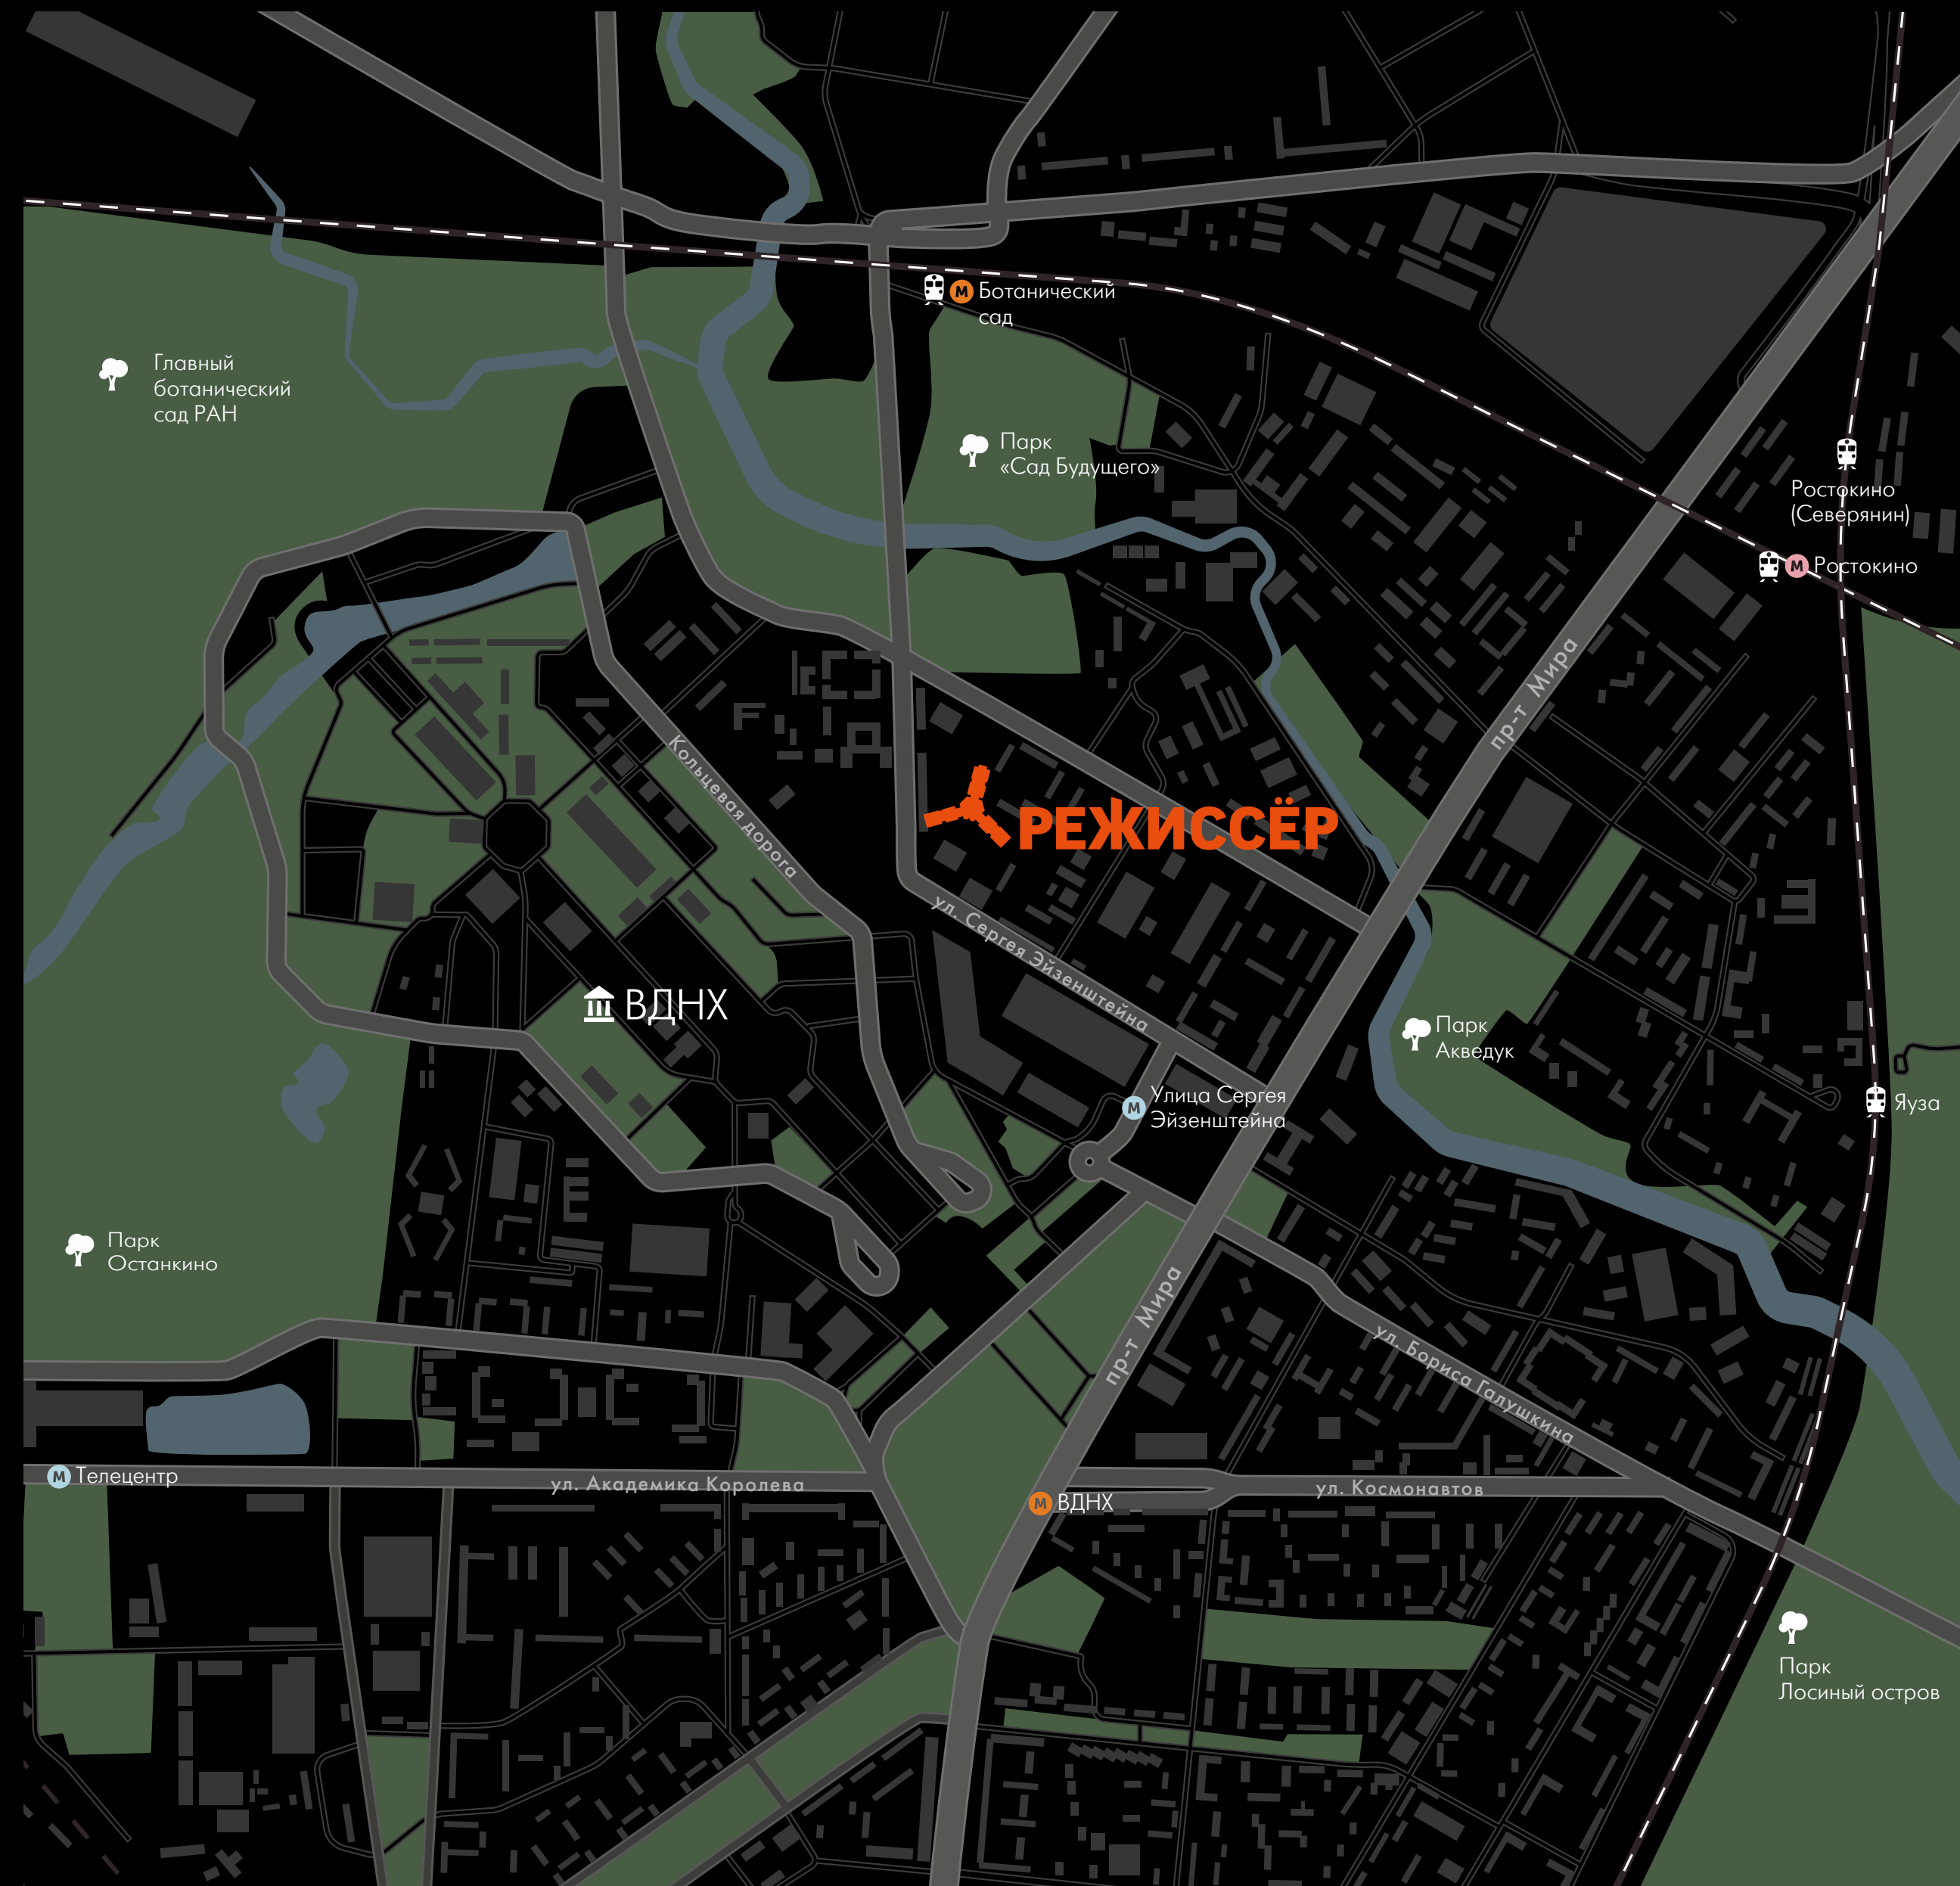 М Ботанический
сад
Главный
ботанический
сад РАН
Парк
«Сад Будущего»
Ростокино
(Северянин)
М Ростокино
пр-т Мира
Кольцевая дорога
РЕЖИССЁР
ул. Сергея Эйзенштейна
ВДНХ
Парк
Акведук
М Улица Сергея
Эйзенштейна
Яуза
Парк
Останкино
пр-т Мира
ул. Бориса Галушкина
М Телецентр
ул. Академика Королева
М ВДНХ
ул. Космонавтов
Парк
Лосиный остров